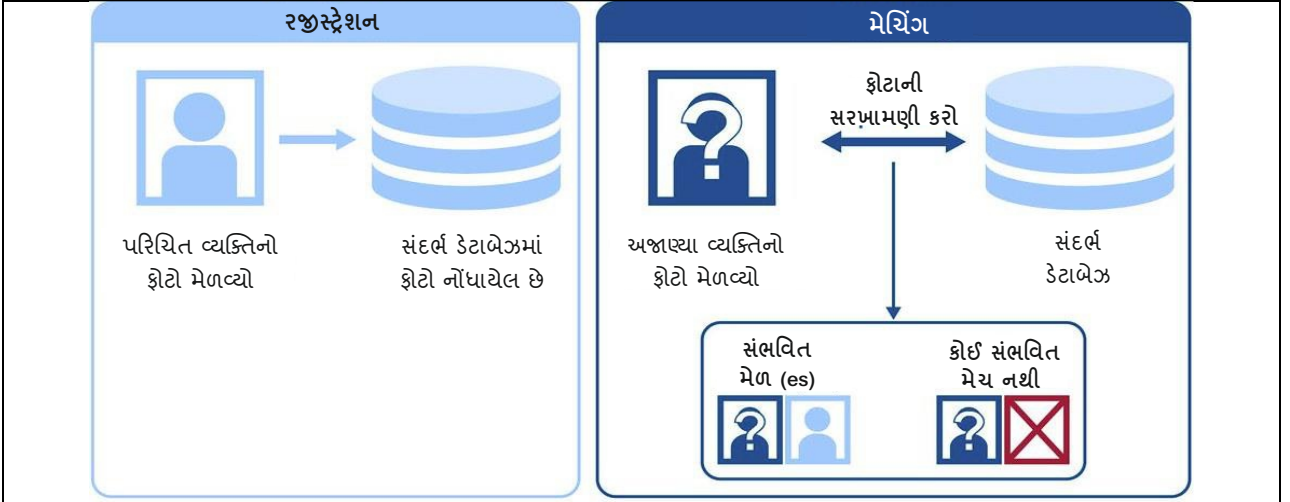 રજીસ્ટ્રેશન
પરિચિત વ્યક્તિનો
ફોટો મેળવ્યો
સંદર્ભ ડેટાબેઝમાં
ફોટો નોંધાયેલ છે
મેચિંગ
ફોટાની
સરખામણી કરો
અજાણ્યા વ્યક્તિનો
ફોટો મેળવ્યો
સંદર્ભ
ડેટાબેઝ
સંભવિત
મેળ (es)
કોઈ સંભવિત
મેચ નથી